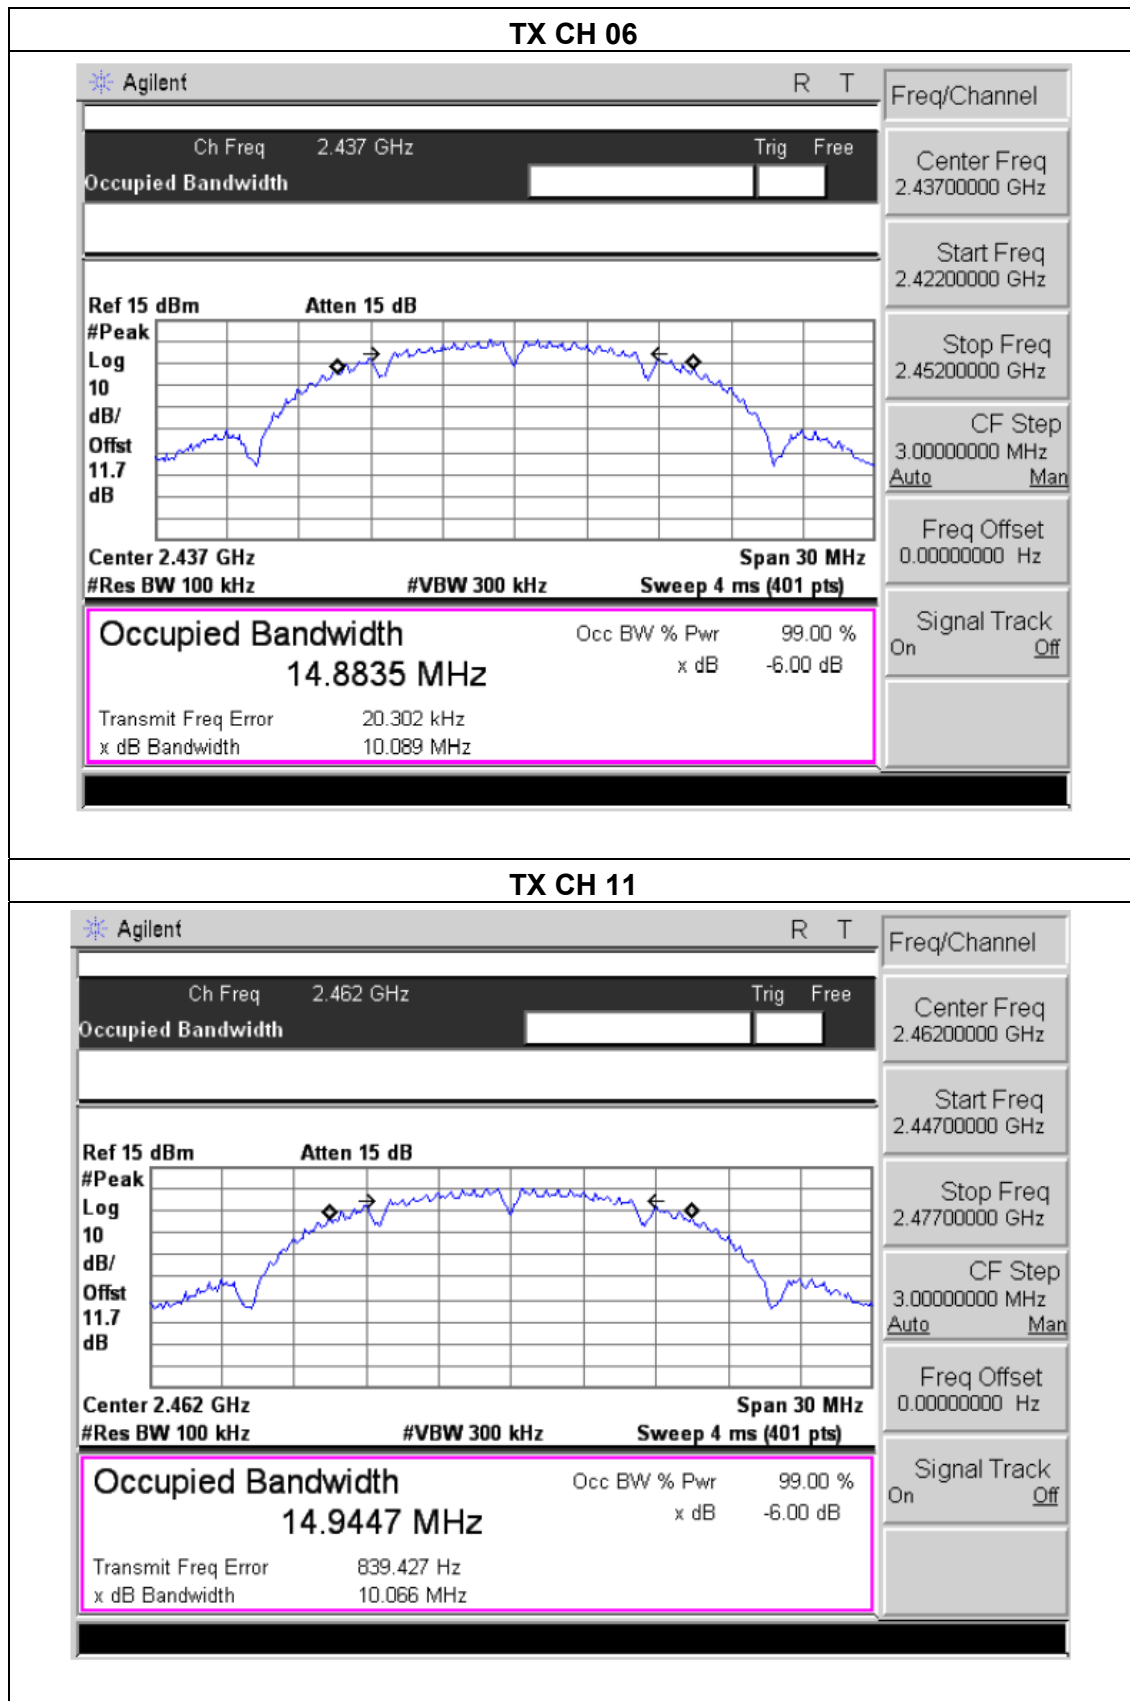 TX CH 06
Agilent R T
Freq/Channel
Ch Freq 2.437 GHz Trig Free
Occupied Bandwidth
Center Freq
2.43700000 GHz
Start Freq
2.42200000 GHz
Stop Freq
2.45200000 GHz
CF Step
3.00000000 MHz
Auto Man
Freq Offset
0.00000000 Hz
Signal Track
On Off
Ref 15 dBm Atten 15 dB
#Peak
Log
10
dB/
Offst
11.7
dB
Center 2.437 GHz Span 30 MHz
#Res BW 100 kHz #VBW 300 kHz Sweep 4 ms (401 pts)
Occupied Bandwidth Occ BW % Pwr 99.00 %
14.8835 MHz x dB -6.00 dB
Transmit Freq Error 20.302 kHz
x dB Bandwidth 10.089 MHz
TX CH 11
Agilent R T
Freq/Channel
Ch Freq 2.462 GHz Trig Free
Occupied Bandwidth
Center Freq
2.46200000 GHz
Start Freq
2.44700000 GHz
Stop Freq
2.47700000 GHz
CF Step
3.00000000 MHz
Auto Man
Freq Offset
0.00000000 Hz
Signal Track
On Off
Ref 15 dBm Atten 15 dB
#Peak
Log
10
dB/
Offst
11.7
dB
Center 2.462 GHz Span 30 MHz
#Res BW 100 kHz #VBW 300 kHz Sweep 4 ms (401 pts)
Occupied Bandwidth Occ BW % Pwr 99.00 %
14.9447 MHz x dB -6.00 dB
Transmit Freq Error 839.427 Hz
x dB Bandwidth 10.066 MHz